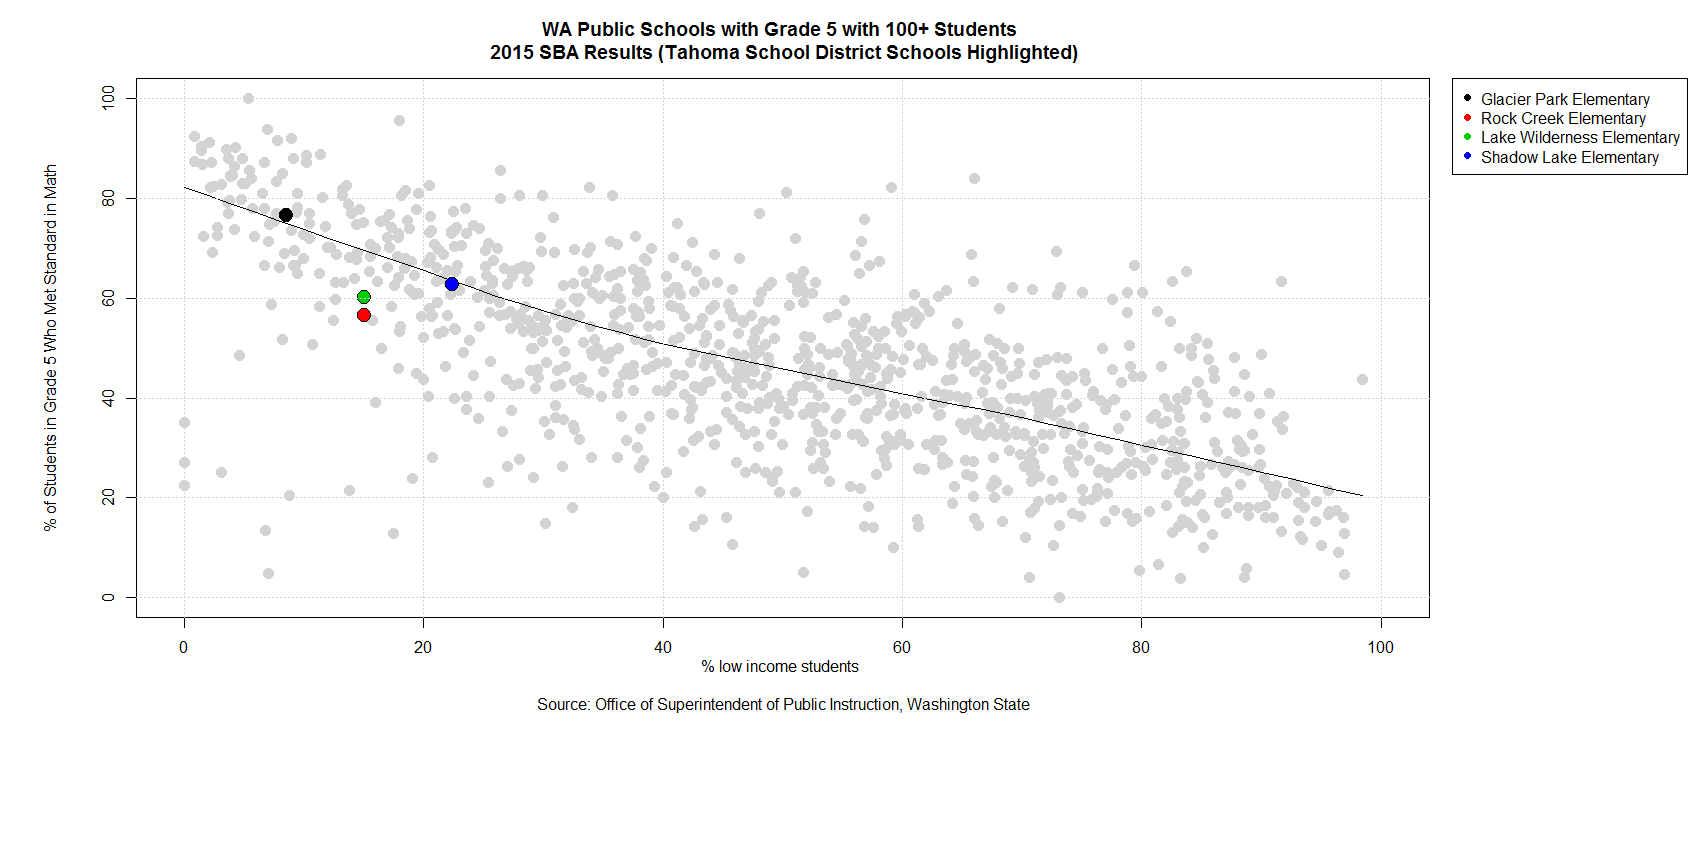 WA Public Schools with Grade 5 with 100+ Students
2015 SBA Results (Tahoma School District Schools Highlighted)
% of Students in Grade 5 Who Met Standard in Math
100
80
60
40
20
0
0 20 40 60 80 100
% low income students
Source: Office of Superintendent of Public Instruction, Washington State
Glacier Park Elementary
Rock Creek Elementary
Lake Wilderness Elementary
Shadow Lake Elementary